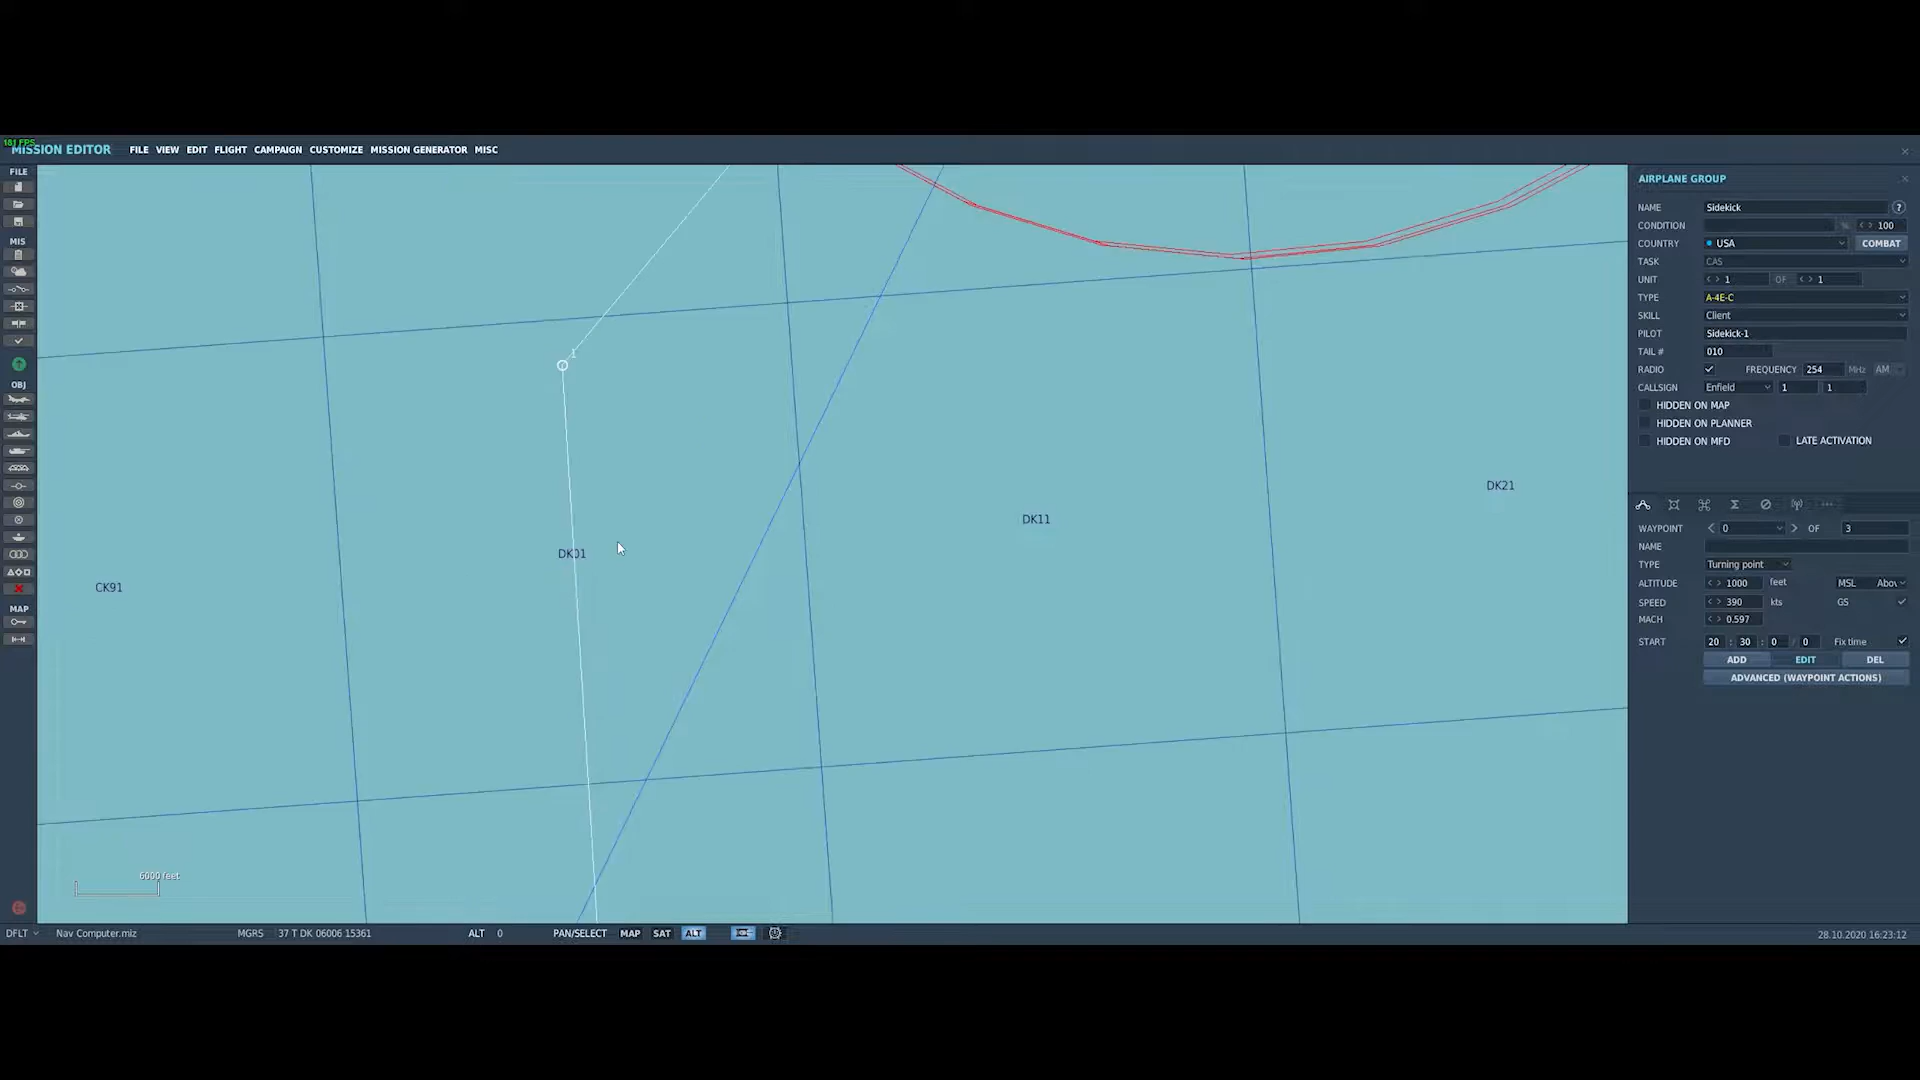 181 FPS
MISSION EDITOR FILE VIEW EDIT FLIGHT CAMPAIGN CUSTOMIZE MISSION GENERATOR MISC
FILE
MIS
OBJ
MAP
1
DK01
DK11
DK21
CK91
6000 feet
AIRPLANE GROUP
NAME Sidekick ?
CONDITION % < > 100
COUNTRY USA COMBAT
TASK CAS
UNIT < > 1 OF < > 1
TYPE A-4E-C
SKILL Client
PILOT Sidekick-1
TAIL # 010
RADIO FREQUENCY 254 MHz AM
CALLSIGN Enfield 1 1
HIDDEN ON MAP
HIDDEN ON PLANNER
HIDDEN ON MFD LATE ACTIVATION
WAYPOINT < 0 > OF 3
NAME
TYPE Turning point
ALTITUDE < > 1000 feet MSL Abov
SPEED < > 390 kts GS
MACH < > 0.597
START 20 : 30 : 0 / 0 Fix time
ADD EDIT DEL
ADVANCED (WAYPOINT ACTIONS)
DFLT Nav Computer.miz MGRS 37 T DK 06006 15361 ALT 0 PAN/SELECT MAP SAT ALT 28.10.2020 16:23:12